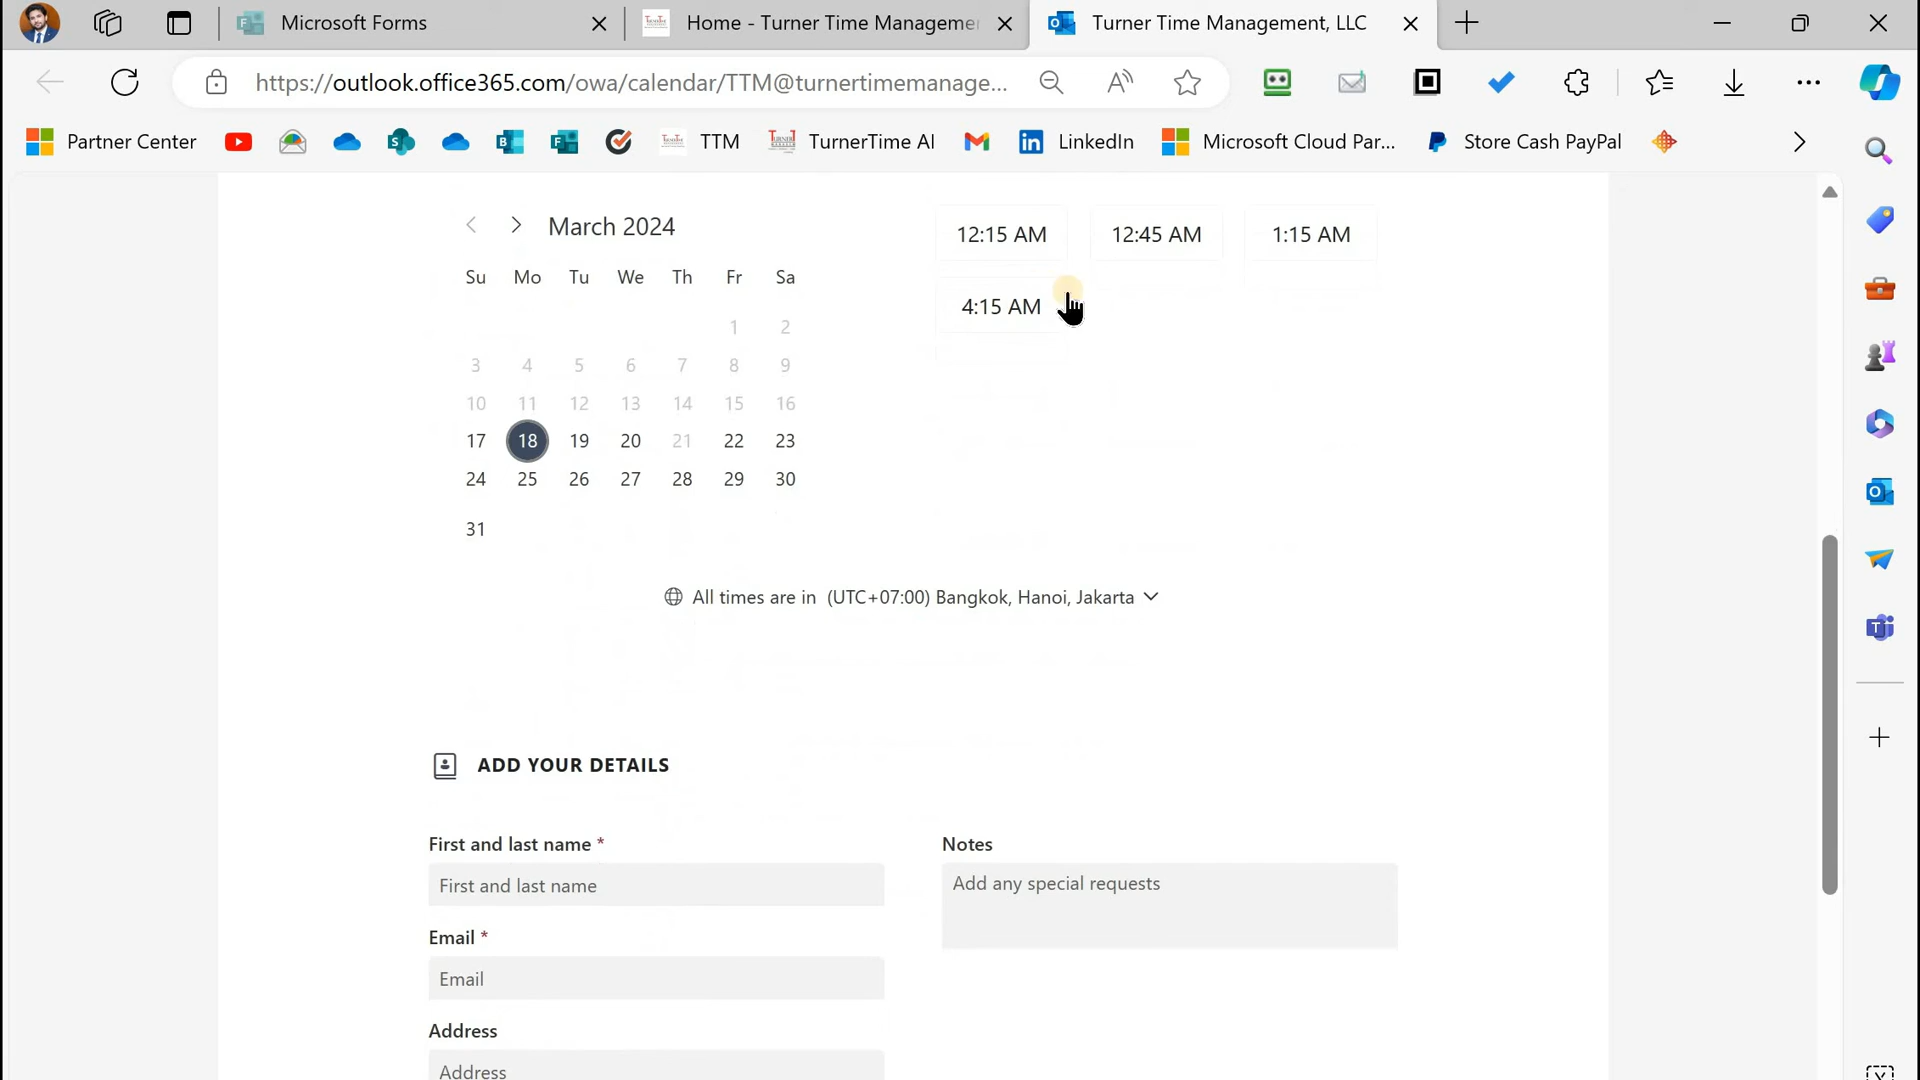 Microsoft Forms
Home - Turner Time Manageme
Turner Time Management, LLC
https://outlook.office365.com/owa/calendar/TTM@turnertimemanage...
Partner Center
TTM
TurnerTime AI
LinkedIn
Microsoft Cloud Par...
Store Cash PayPal
March 2024
Su Mo Tu We Th Fr Sa
1 2
3 4 5 6 7 8 9
10 11 12 13 14 15 16
17 18 19 20 21 22 23
24 25 26 27 28 29 30
31
12:15 AM 12:45 AM 1:15 AM
4:15 AM
All times are in (UTC+07:00) Bangkok, Hanoi, Jakarta
ADD YOUR DETAILS
First and last name *
First and last name
Email *
Email
Address
Address
Notes
Add any special requests